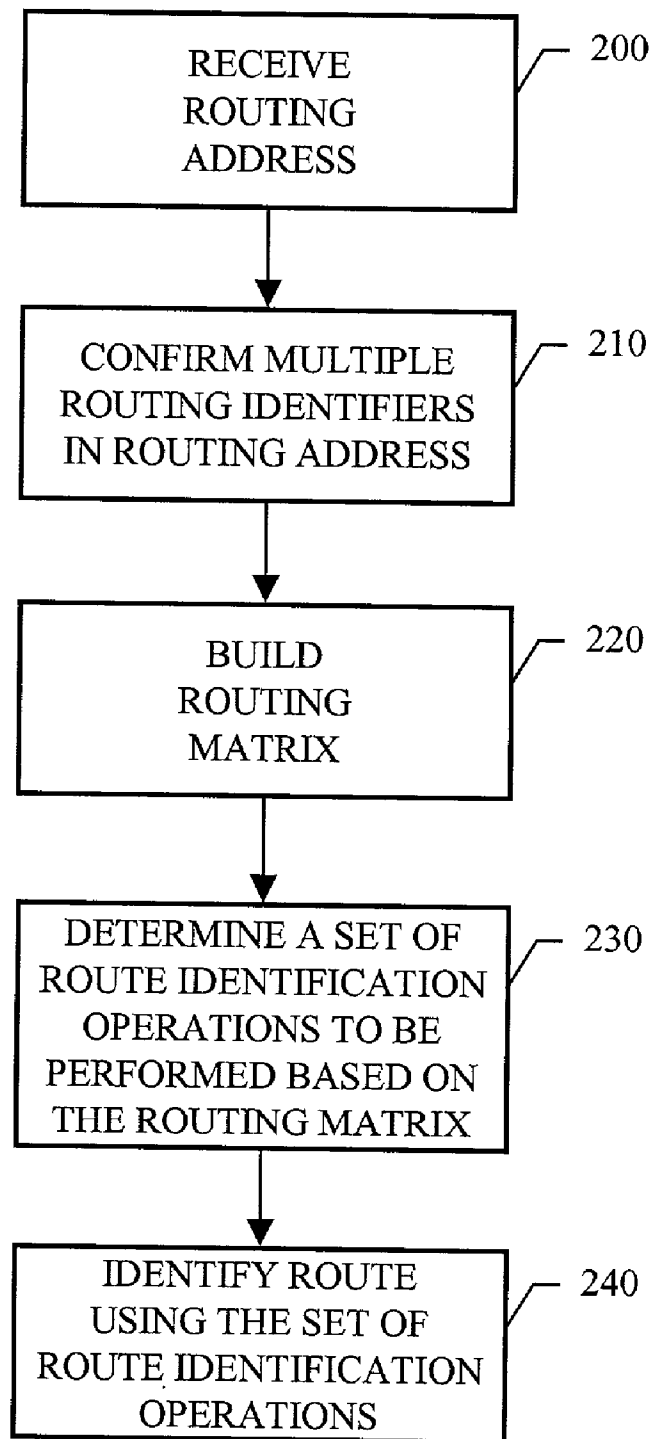 RECEIVE
ROUTING
ADDRESS
200
CONFIRM MULTIPLE
ROUTING IDENTIFIERS
IN ROUTING ADDRESS
210
BUILD
ROUTING
MATRIX
220
DETERMINE A SET OF
ROUTE IDENTIFICATION
OPERATIONS TO BE
PERFORMED BASED ON
THE ROUTING MATRIX
230
IDENTIFY ROUTE
USING THE SET OF
ROUTE IDENTIFICATION
OPERATIONS
240